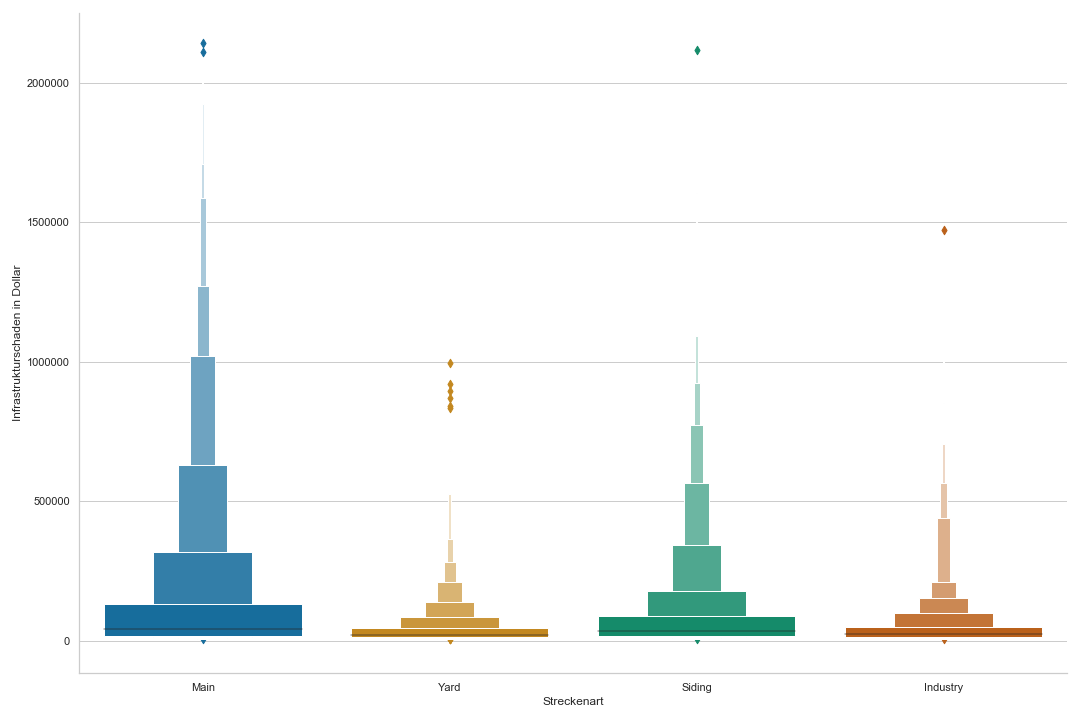 2000000
1500000
1000000
500000
0
Infrastrukturschaden in Dollar
Main
Yard
Siding
Industry
Streckenart